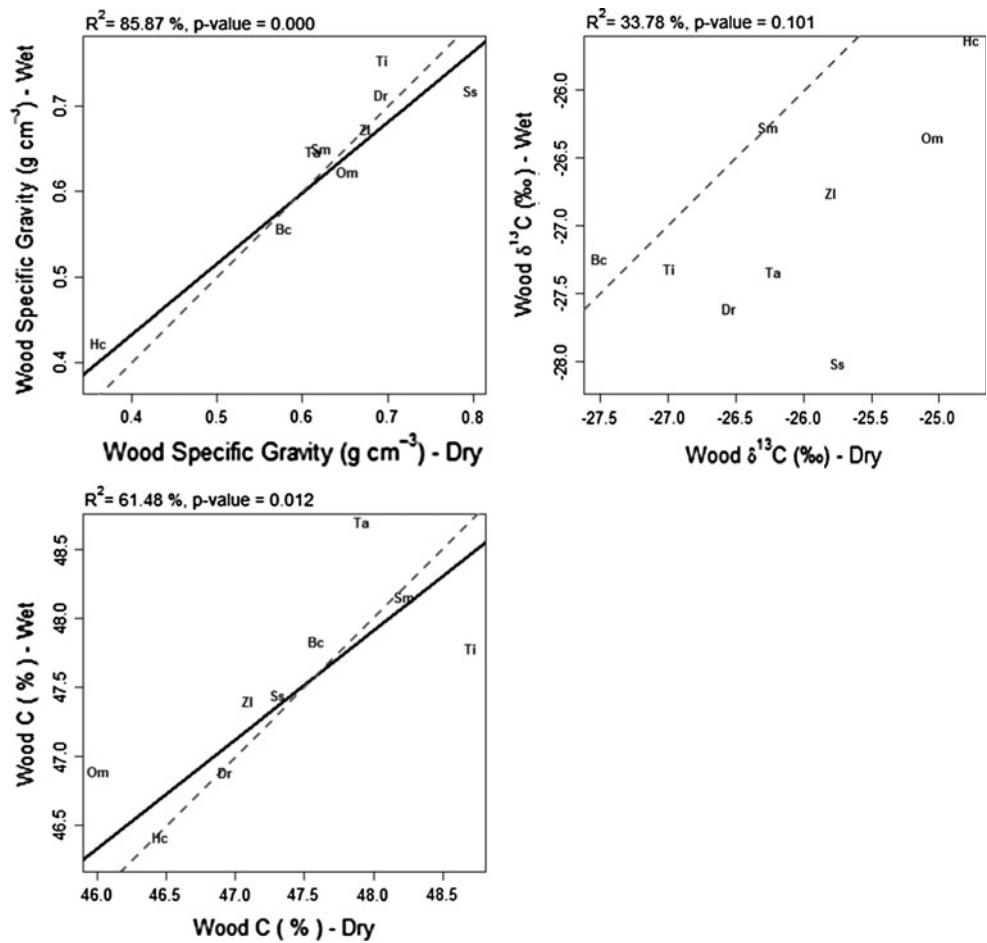 R²= 85.87 %, p-value = 0.000
Wood Specific Gravity (g cm⁻³) - Wet
0.7
0.6
0.5
0.4
Ti
Dr
Ss
Zl
Ta
Sm
Om
Bc
Hc
0.4 0.5 0.6 0.7 0.8
Wood Specific Gravity (g cm⁻³) - Dry
R²= 33.78 %, p-value = 0.101
Wood δ¹³C (‰) - Wet
-26.0
-26.5
-27.0
-27.5
-28.0
Hc
Sm
Om
Zl
Bc
Ti
Ta
Dr
Ss
-27.5 -27.0 -26.5 -26.0 -25.5 -25.0
Wood δ¹³C (‰) - Dry
R²= 61.48 %, p-value = 0.012
Wood C ( % ) - Wet
48.5
48.0
47.5
47.0
46.5
Ta
Sm
Bc
Ti
Ss
Zl
Om
Dr
Hc
46.0 46.5 47.0 47.5 48.0 48.5
Wood C ( % ) - Dry